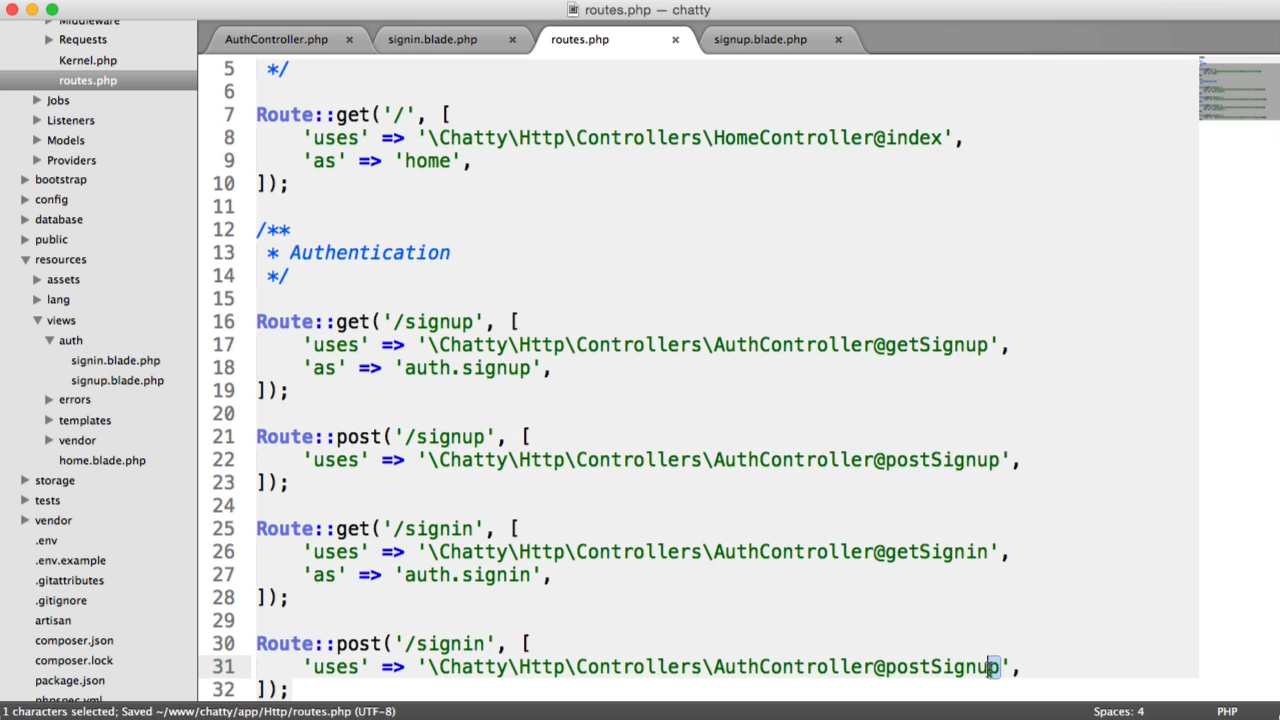 routes.php — chatty
AuthController.php
signin.blade.php
routes.php
signup.blade.php
Middleware
Requests
Kernel.php
routes.php
Jobs
Listeners
Models
Providers
bootstrap
config
database
public
resources
assets
lang
views
auth
signin.blade.php
signup.blade.php
errors
templates
vendor
home.blade.php
storage
tests
vendor
.env
.env.example
.gitattributes
.gitignore
artisan
composer.json
composer.lock
package.json
phpspec.yml
5 */
6
7 Route::get('/', [
8 'uses' => '\Chatty\Http\Controllers\HomeController@index',
9 'as' => 'home',
10 ]);
11
12 /**
13 * Authentication
14 */
15
16 Route::get('/signup', [
17 'uses' => '\Chatty\Http\Controllers\AuthController@getSignup',
18 'as' => 'auth.signup',
19 ]);
20
21 Route::post('/signup', [
22 'uses' => '\Chatty\Http\Controllers\AuthController@postSignup',
23 ]);
24
25 Route::get('/signin', [
26 'uses' => '\Chatty\Http\Controllers\AuthController@getSignin',
27 'as' => 'auth.signin',
28 ]);
29
30 Route::post('/signin', [
31 'uses' => '\Chatty\Http\Controllers\AuthController@postSignup',
32 ]);
1 characters selected; Saved ~/www/chatty/app/Http/routes.php (UTF-8)
Spaces: 4
PHP